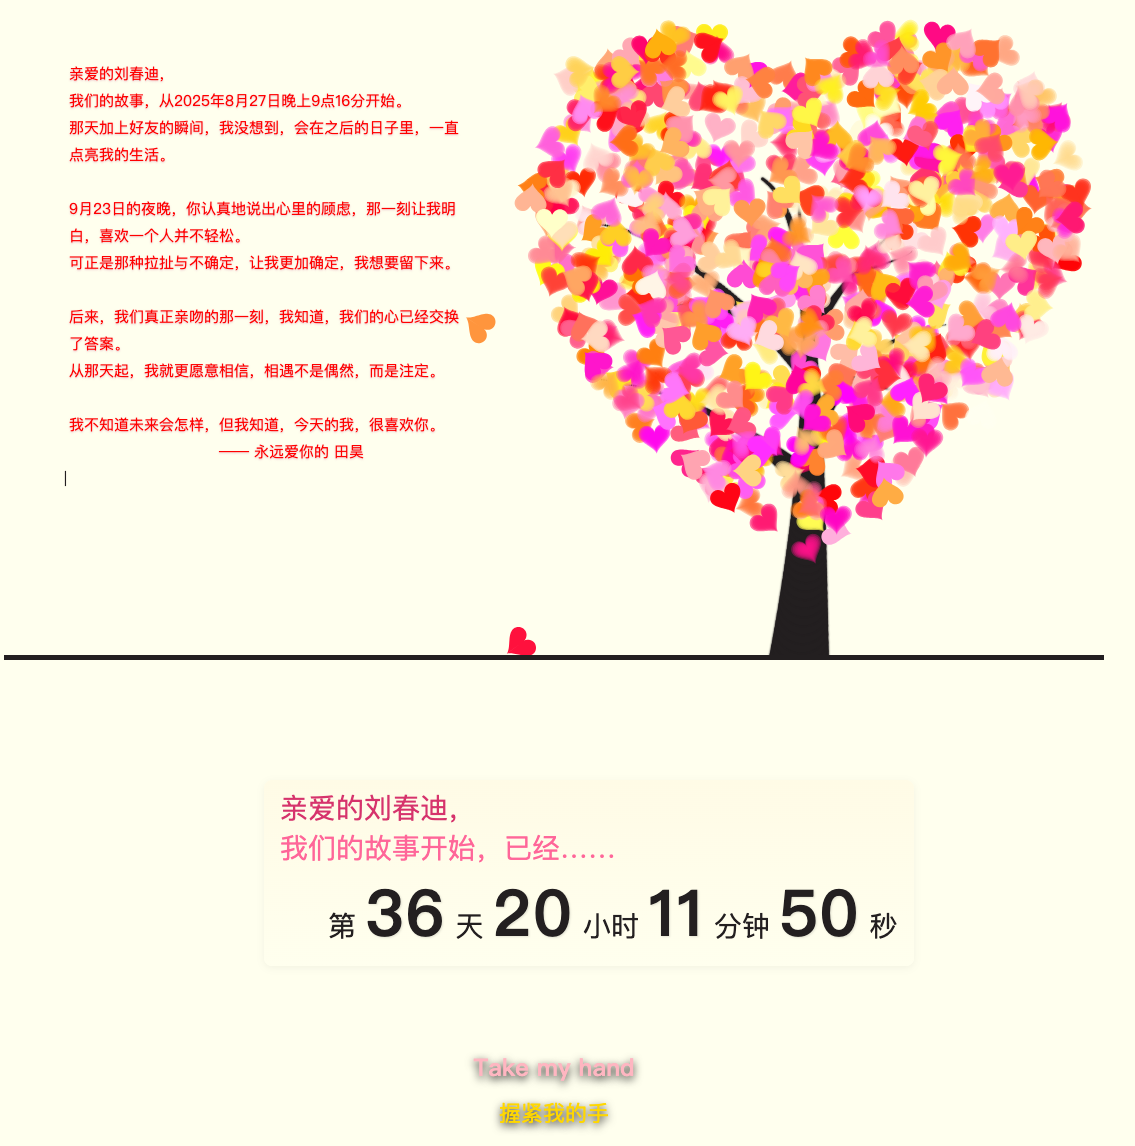 亲爱的刘春迪，
我们的故事，从2025年8月27日晚上9点16分开始。
那天加上好友的瞬间，我没想到，会在之后的日子里，一直
点亮我的生活。
9月23日的夜晚，你认真地说出心里的顾虑，那一刻让我明
白，喜欢一个人并不轻松。
可正是那种拉扯与不确定，让我更加确定，我想要留下来。
后来，我们真正亲吻的那一刻，我知道，我们的心已经交换
了答案。
从那天起，我就更愿意相信，相遇不是偶然，而是注定。
我不知道未来会怎样，但我知道，今天的我，很喜欢你。
—— 永远爱你的 田昊
亲爱的刘春迪，
我们的故事开始，已经……
第 36 天 20 小时 11 分钟 50 秒
Take my hand
握紧我的手